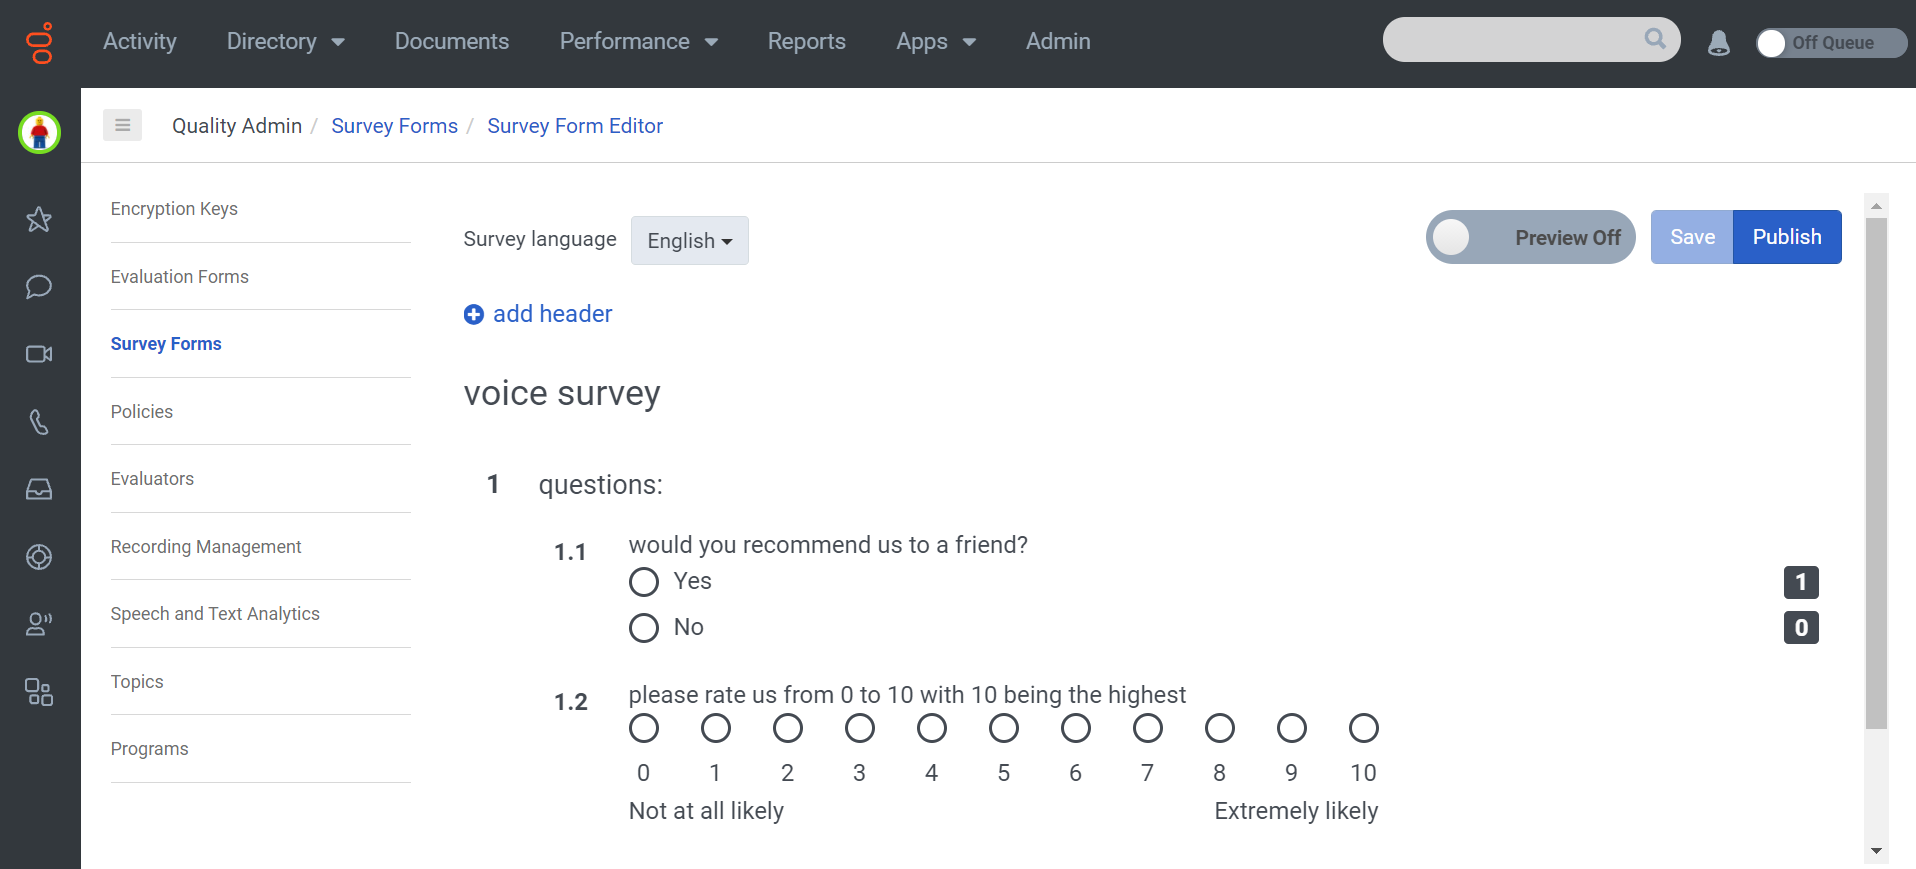 Activity Directory Documents Performance Reports Apps Admin Off Queue
Quality Admin / Survey Forms / Survey Form Editor
Encryption Keys
Evaluation Forms
Survey Forms
Policies
Evaluators
Recording Management
Speech and Text Analytics
Topics
Programs
Survey language English Preview Off Save Publish
add header
voice survey
1 questions:
1.1 would you recommend us to a friend?
Yes 1
No 0
1.2 please rate us from 0 to 10 with 10 being the highest
0 1 2 3 4 5 6 7 8 9 10
Not at all likely Extremely likely